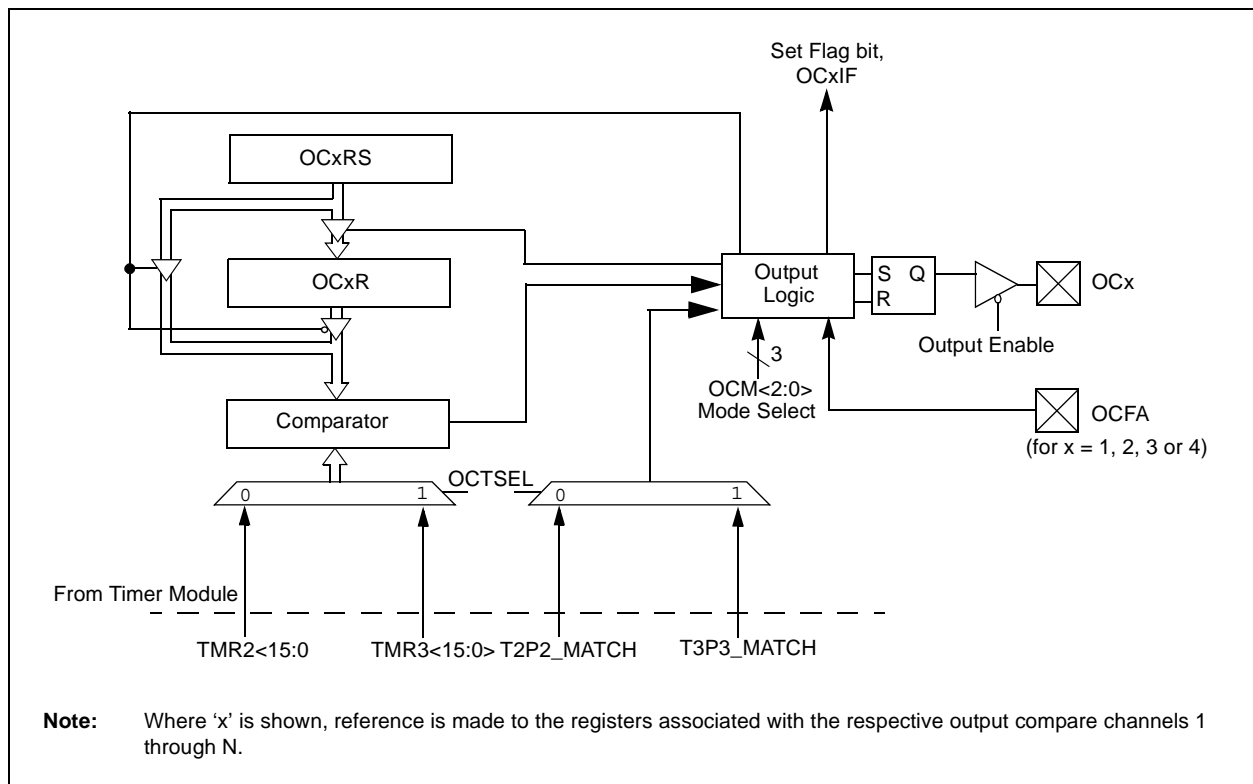 Set Flag bit,
OCxIF
OCxRS
OCxR
Output
Logic
S Q
R
OCx
Output Enable
3
OCM<2:0>
Mode Select
OCFA
(for x = 1, 2, 3 or 4)
Comparator
OCTSEL
0 1
0 1
From Timer Module
TMR2<15:0 TMR3<15:0> T2P2_MATCH T3P3_MATCH
Note: Where ‘x’ is shown, reference is made to the registers associated with the respective output compare channels 1
through N.